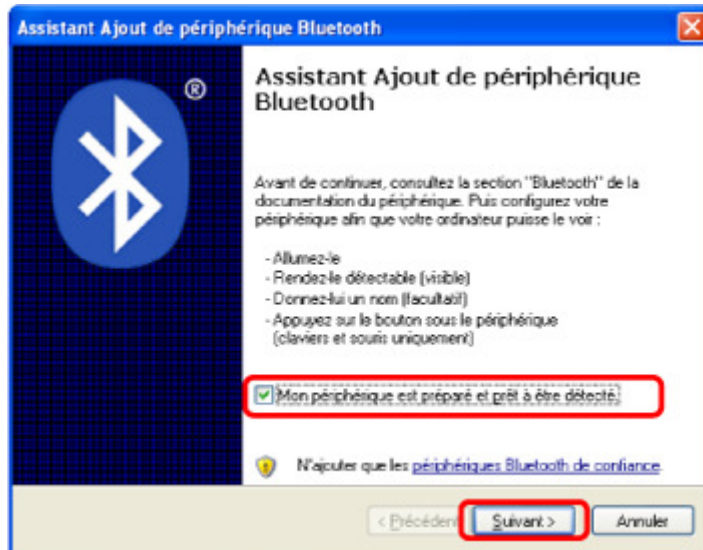 Assistant Ajout de périphérique Bluetooth
®
Assistant Ajout de périphérique
Bluetooth
Avant de continuer, consultez la section "Bluetooth" de la
documentation du périphérique. Puis configurez votre
périphérique afin que votre ordinateur puisse le voir :
- Allumez-le
- Rendez-le détectable (visible)
- Donnez-lui un nom (facultatif)
- Appuyez sur le bouton sous le périphérique
(claviers et souris uniquement)
Mon périphérique est préparé et prêt à être détecté.
N'ajouter que les périphériques Bluetooth de confiance.
< Précédent
Suivant >
Annuler